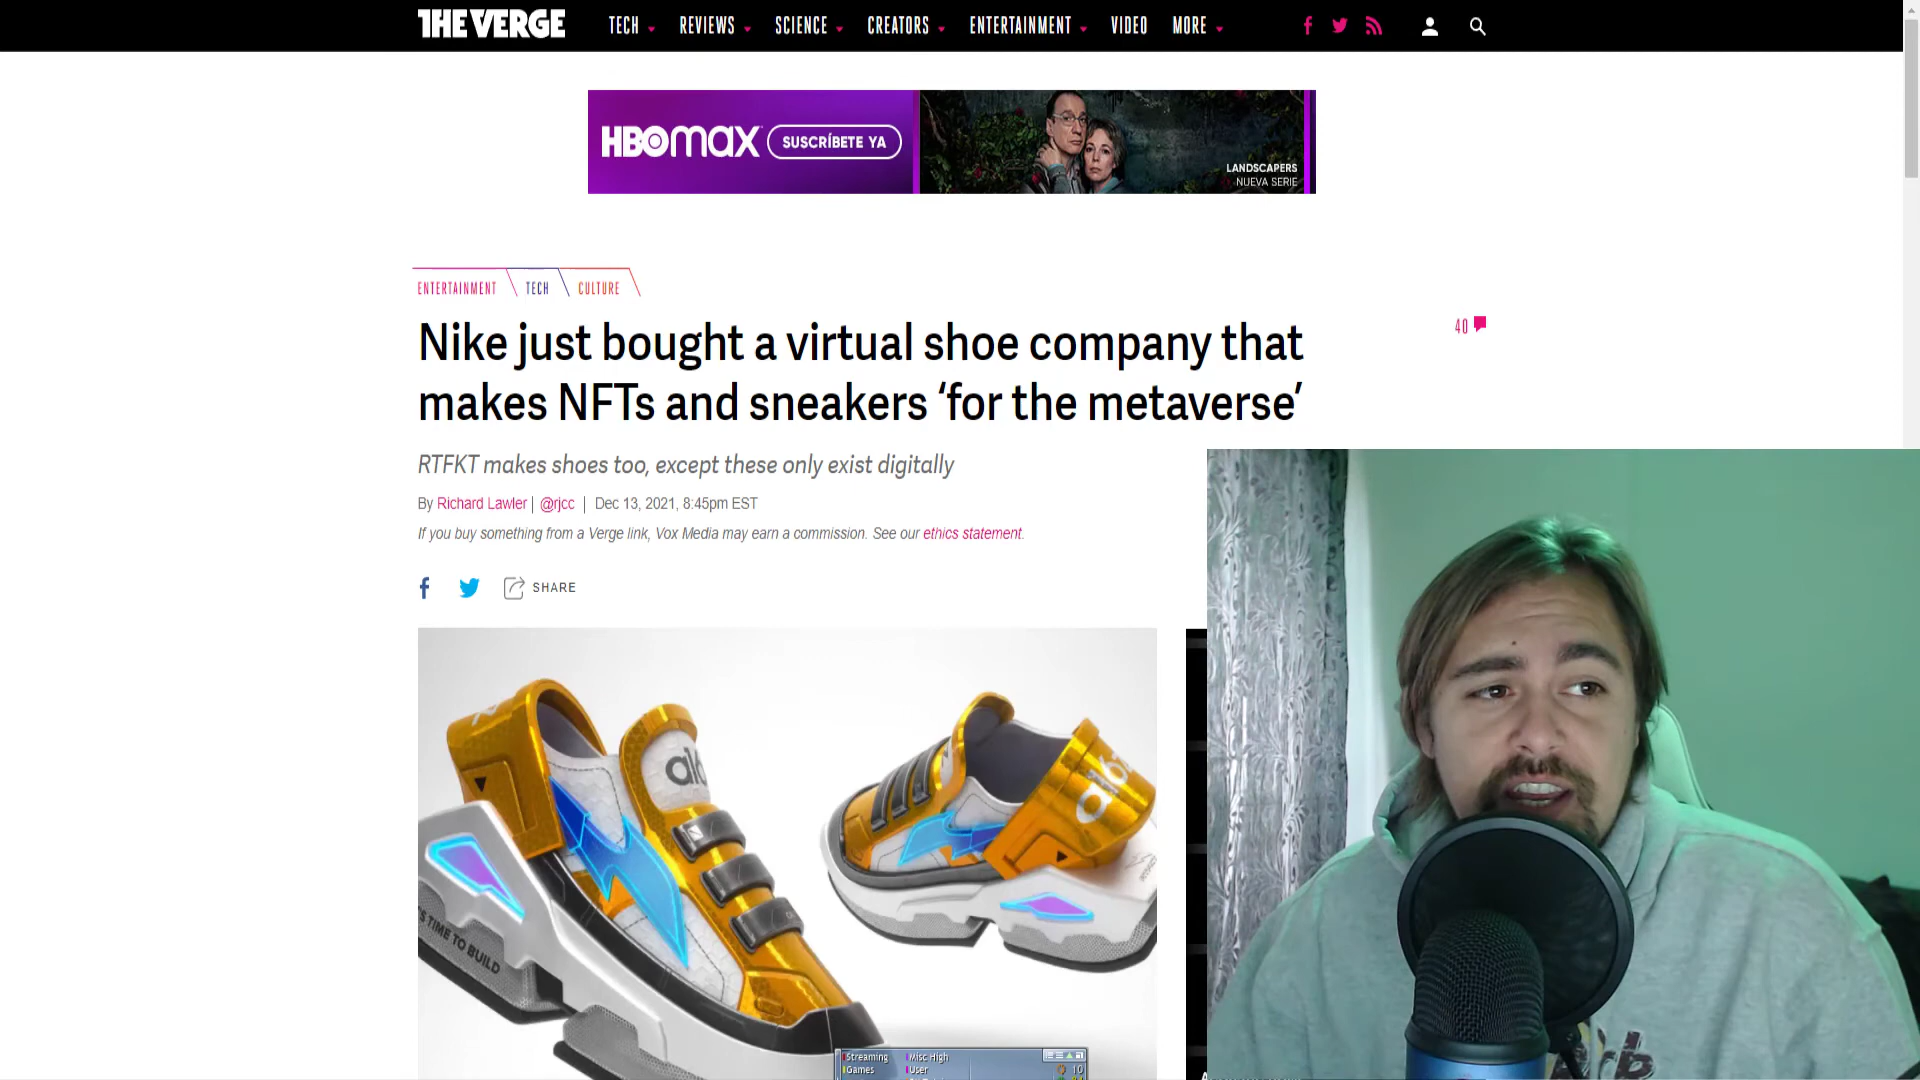 THE VERGE
TECH
REVIEWS
SCIENCE
CREATORS
ENTERTAINMENT
VIDEO
MORE
HBOMAX SUSCRÍBETE YA
LANDSCAPERS
NUEVA SERIE
ENTERTAINMENT
TECH
CULTURE
Nike just bought a virtual shoe company that
makes NFTs and sneakers ‘for the metaverse’
40
RTFKT makes shoes too, except these only exist digitally
By Richard Lawler | @rjcc | Dec 13, 2021, 8:45pm EST
If you buy something from a Verge link, Vox Media may earn a commission. See our ethics statement.
SHARE
a16
a16z
TIME TO BUILD
Streaming
Misc High
Games
User
10